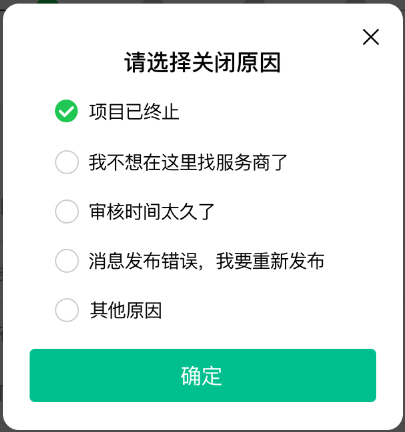 请选择关闭原因
项目已终止
我不想在这里找服务商了
审核时间太久了
消息发布错误，我要重新发布
其他原因
确定